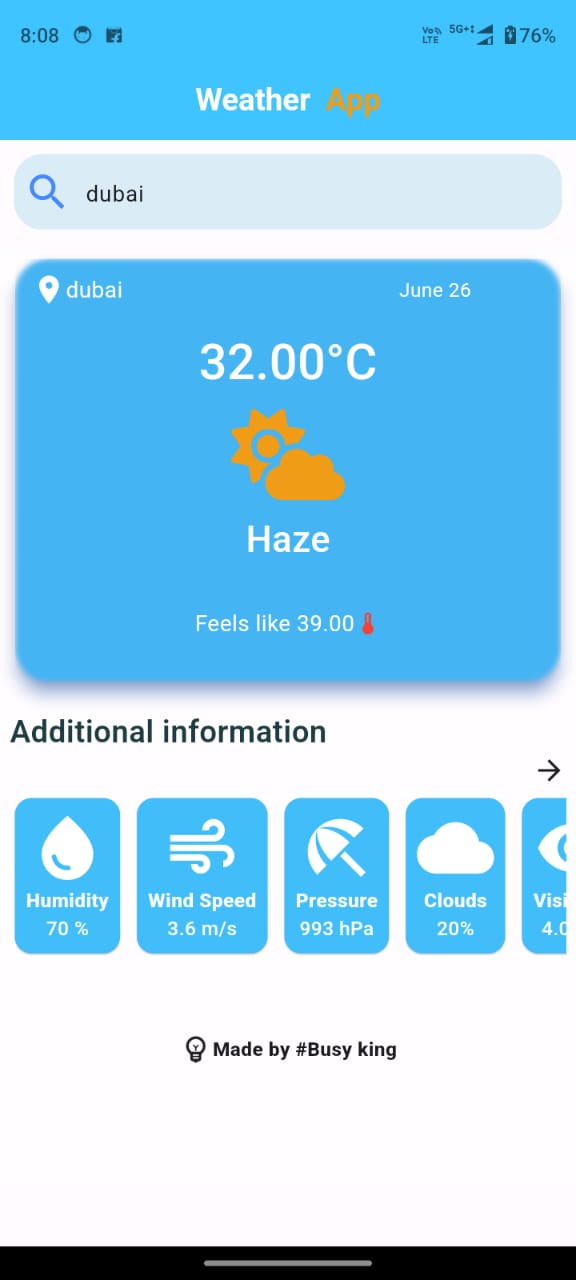 8:08 Vo LTE 5G+ 76%
Weather App
dubai
dubai June 26
32.00°C
Haze
Feels like 39.00
Additional information
Humidity Wind Speed Pressure Clouds Visi
70 % 3.6 m/s 993 hPa 20% 4.0
Made by #Busy king